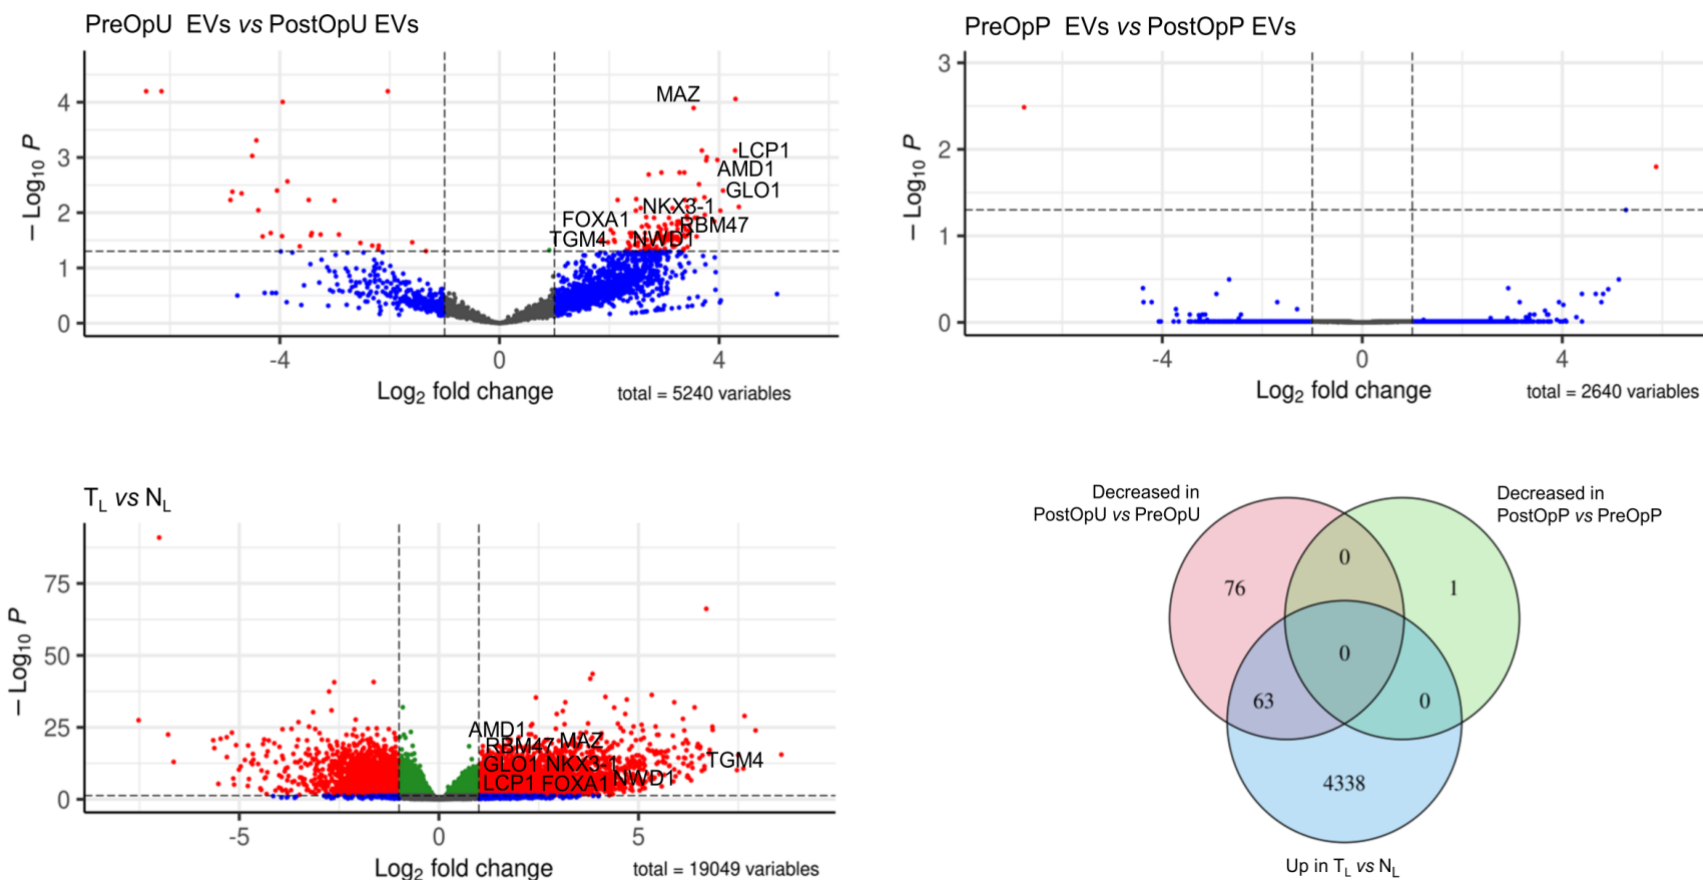 PreOpU EVs vs PostOpU EVs
− Log10 P
4
3
2
1
0
MAZ
LCP1
AMD1
GLO1
NKX3-1
FOXA1
RBM47
TGM4
NWD1
-4
0
4
Log2 fold change
total = 5240 variables
PreOpP EVs vs PostOpP EVs
− Log10 P
3
2
1
0
-4
0
4
Log2 fold change
total = 2640 variables
TL vs NL
− Log10 P
75
50
25
0
AMD1
RBM47
MAZ
GLO1
NKX3-1
TGM4
LCP1
FOXA1
NWD1
-5
0
5
Log2 fold change
total = 19049 variables
Decreased in
PostOpU vs PreOpU
Decreased in
PostOpP vs PreOpP
0
76
1
0
63
0
4338
Up in TL vs NL